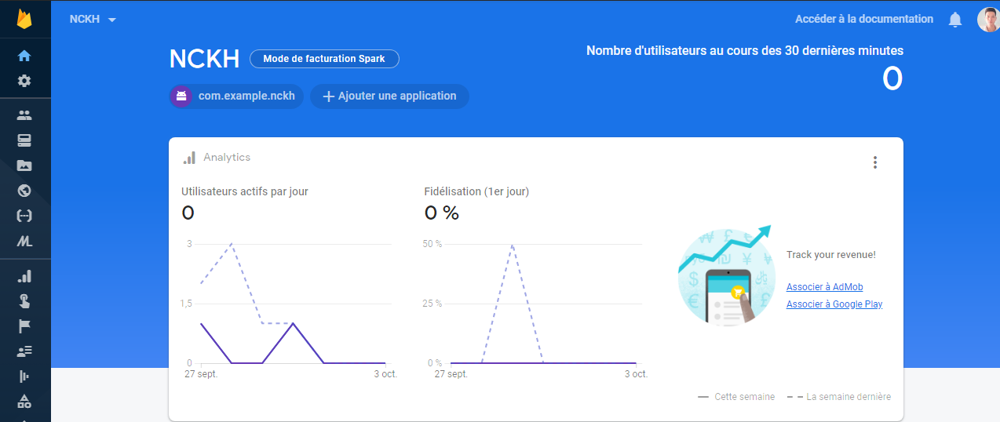 NCKH
Accéder à la documentation
NCKH
Mode de facturation Spark
Nombre d'utilisateurs au cours des 30 dernières minutes
0
com.example.nckh
Ajouter une application
Analytics
Utilisateurs actifs par jour
0
3
1,5
0
27 sept.
3 oct.
Fidélisation (1er jour)
0 %
50 %
25 %
0 %
27 sept.
3 oct.
Track your revenue!
Associer à AdMob
Associer à Google Play
Cette semaine
La semaine dernière